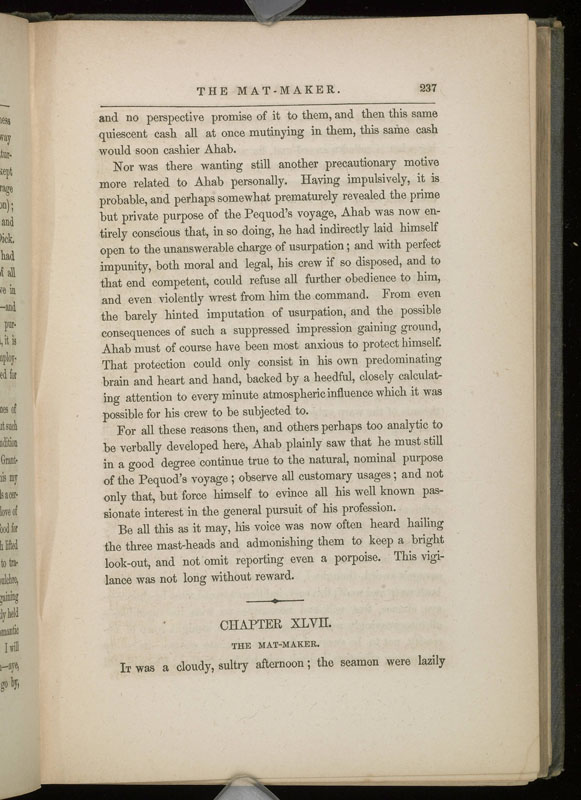 THE MAT-MAKER. 237
and no perspective promise of it to them, and then this same
quiescent cash all at once mutinying in them, this same cash
would soon cashier Ahab.
Nor was there wanting still another precautionary motive
more related to Ahab personally. Having impulsively, it is
probable, and perhaps somewhat prematurely revealed the prime
but private purpose of the Pequod's voyage, Ahab was now en-
tirely conscious that, in so doing, he had indirectly laid himself
open to the unanswerable charge of usurpation; and with perfect
impunity, both moral and legal, his crew if so disposed, and to
that end competent, could refuse all further obedience to him,
and even violently wrest from him the command. From even
the barely hinted imputation of usurpation, and the possible
consequences of such a suppressed impression gaining ground,
Ahab must of course have been most anxious to protect himself.
That protection could only consist in his own predominating
brain and heart and hand, backed by a heedful, closely calculat-
ing attention to every minute atmospheric influence which it was
possible for his crew to be subjected to.
For all these reasons then, and others perhaps too analytic to
be verbally developed here, Ahab plainly saw that he must still
in a good degree continue true to the natural, nominal purpose
of the Pequod's voyage; observe all customary usages; and not
only that, but force himself to evince all his well known pas-
sionate interest in the general pursuit of his profession.
Be all this as it may, his voice was now often heard hailing
the three mast-heads and admonishing them to keep a bright
look-out, and not omit reporting even a porpoise. This vigi-
lance was not long without reward.
CHAPTER XLVII.
THE MAT-MAKER.
IT was a cloudy, sultry afternoon; the seamen were lazily